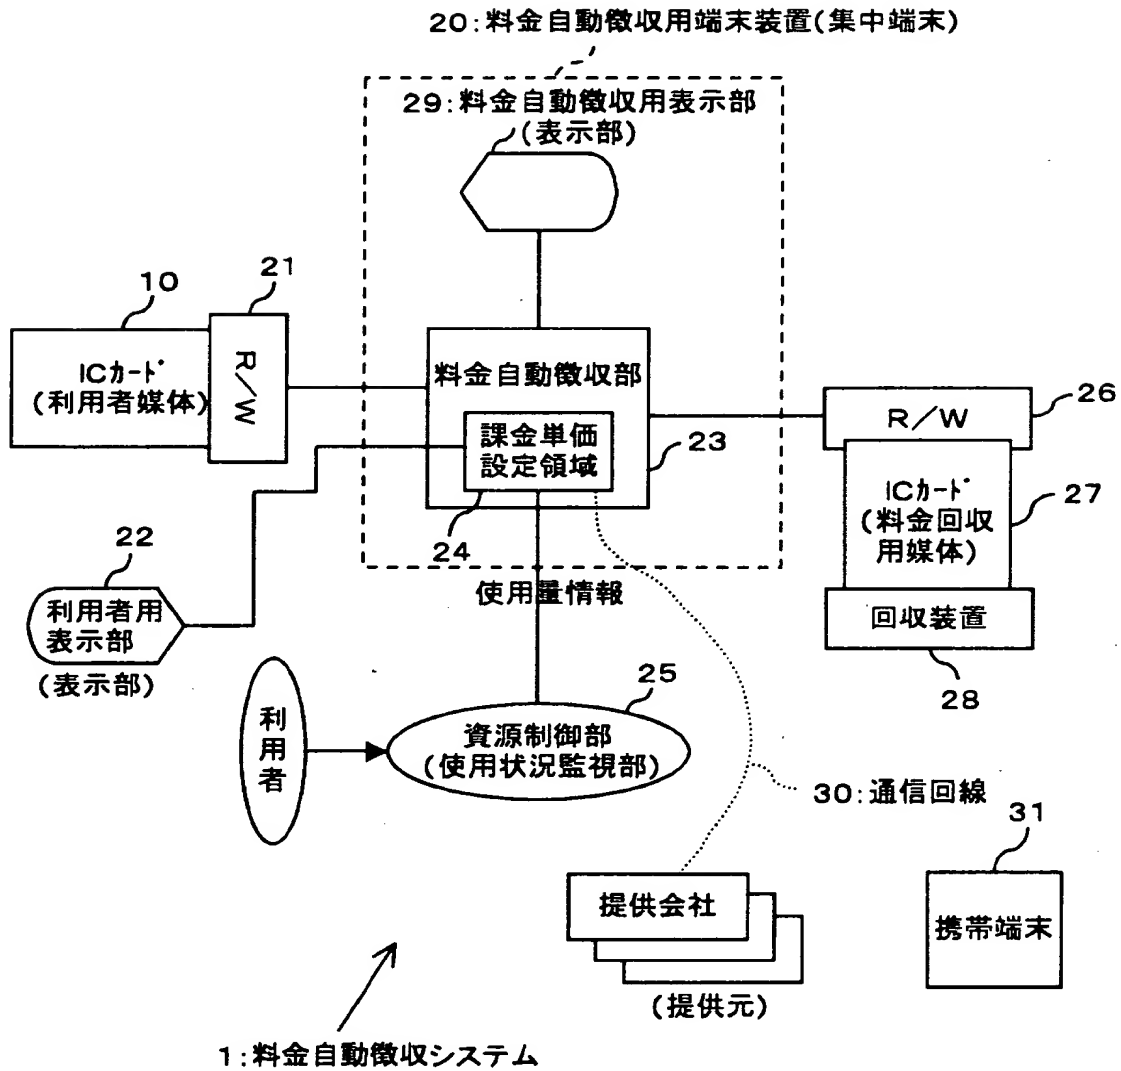 20:料金自動徴収用端末装置(集中端末)
29:料金自動徴収用表示部
(表示部)
10
21
ICカード
(利用者媒体)
R/W
料金自動徴収部
課金単価
設定領域
23
24
R/W
26
ICカード
(料金回収
用媒体)
27
回収装置
28
22
利用者用
表示部
(表示部)
使用量情報
利用者
25
資源制御部
(使用状況監視部)
30:通信回線
31
提供会社
(提供元)
携帯端末
1:料金自動徴収システム